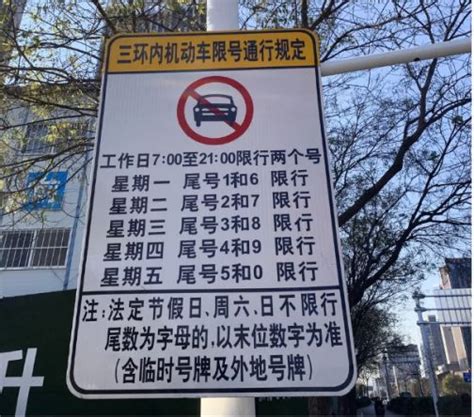 三环内机动车限号通行规定
工作日7:00至21:00限行两个号
星期一 尾号1和6 限行
星期二 尾号2和7 限行
星期三 尾号3和8 限行
星期四 尾号4和9 限行
星期五 尾号5和0 限行
注:法定节假日、周六、日不限行
尾数为字母的,以末位数字为准
(含临时号牌及外地号牌)
升